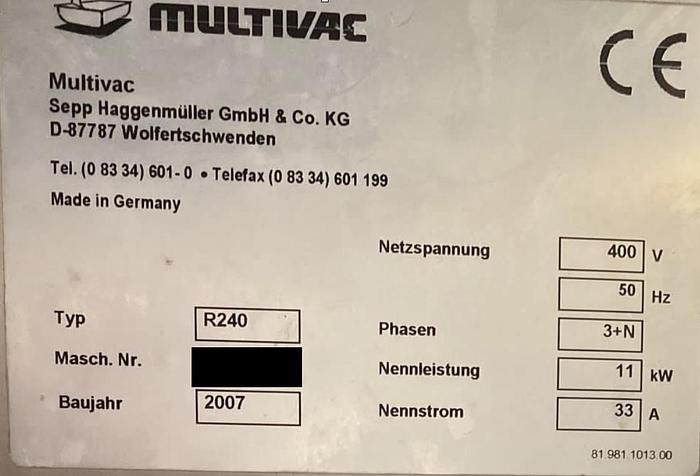 MULTIVAC
CE
Multivac
Sepp Haggenmüller GmbH & Co. KG
D-87787 Wolfertschwenden
Tel. (0 83 34) 601-0 • Telefax (0 83 34) 601 199
Made in Germany
Netzspannung 400 V
50 Hz
Typ R240
Phasen 3+N
Masch. Nr.
Nennleistung 11 kW
Baujahr 2007
Nennstrom 33 A
81.981.1013.00